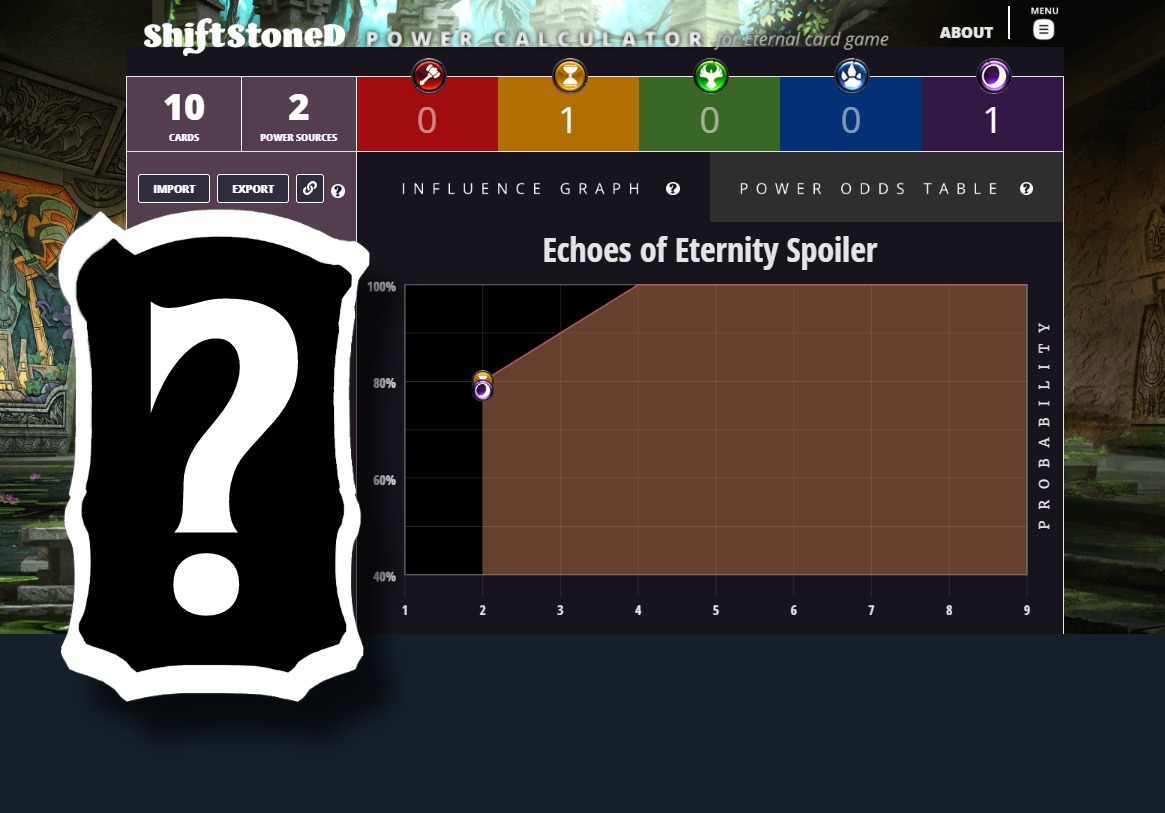 ShiftStoneD POWER CALCULATOR for Eternal card game
ABOUT
MENU
10
CARDS
2
POWER SOURCES
0
1
0
0
1
IMPORT
EXPORT
?
INFLUENCE GRAPH ?
POWER ODDS TABLE ?
Echoes of Eternity Spoiler
100%
80%
60%
40%
1 2 3 4 5 6 7 8 9
PROBABILITY
?